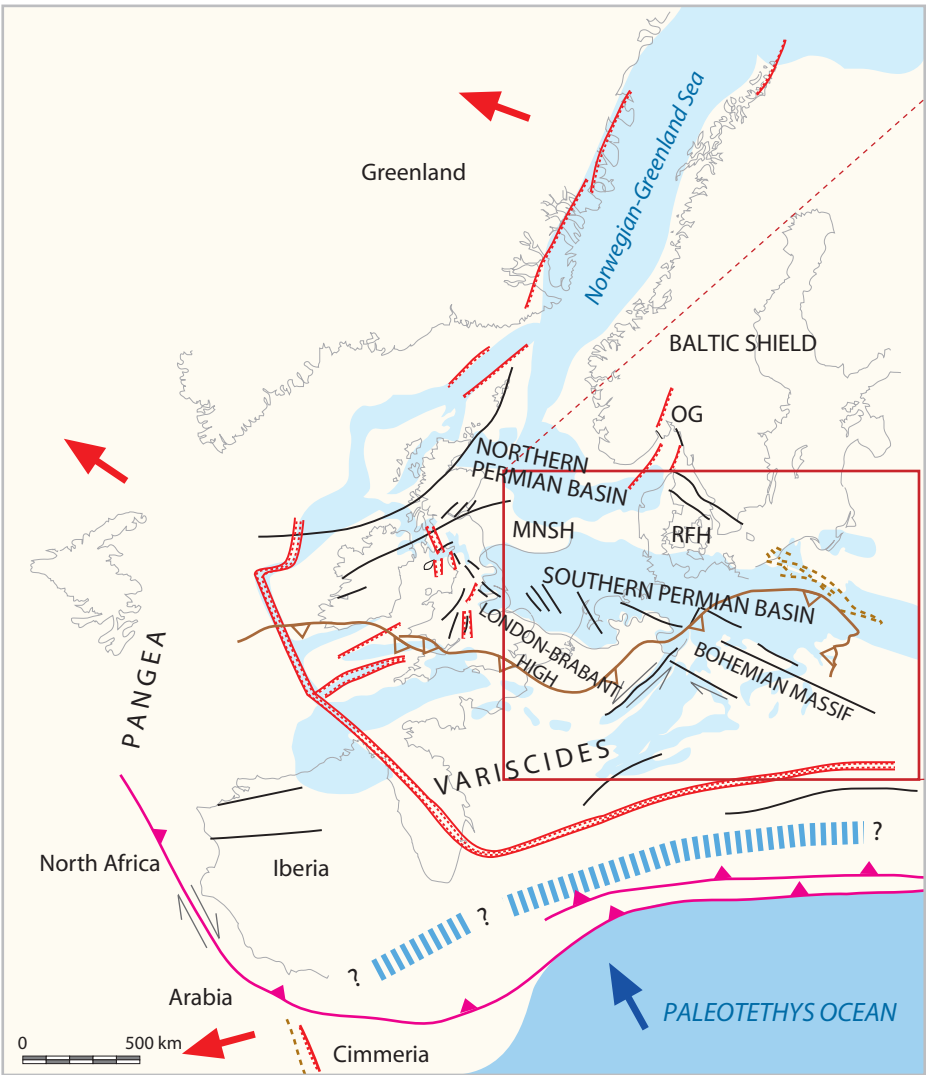 Greenland
Norwegian-Greenland Sea
BALTIC SHIELD
OG
NORTHERN
PERMIAN BASIN
MNSH
RFH
SOUTHERN PERMIAN BASIN
LONDON-BRABANT
HIGH
BOHEMIAN MASSIF
PANGEA
VARISCIDES
North Africa
Iberia
?
?
?
Arabia
PALEOTETHYS OCEAN
0 500 km
Cimmeria